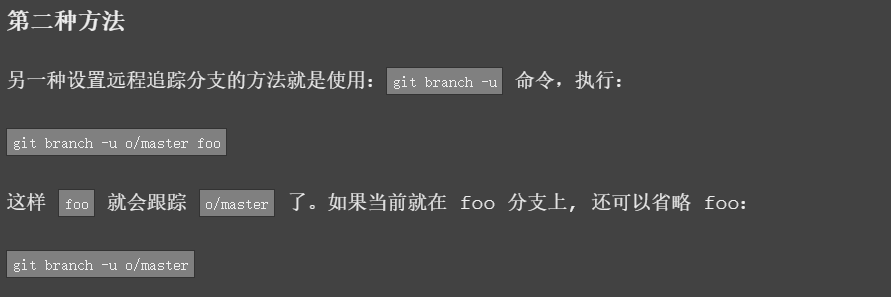 第二种方法
另一种设置远程追踪分支的方法就是使用：git branch -u 命令，执行：
git branch -u o/master foo
这样 foo 就会跟踪 o/master 了。如果当前就在 foo 分支上, 还可以省略 foo：
git branch -u o/master